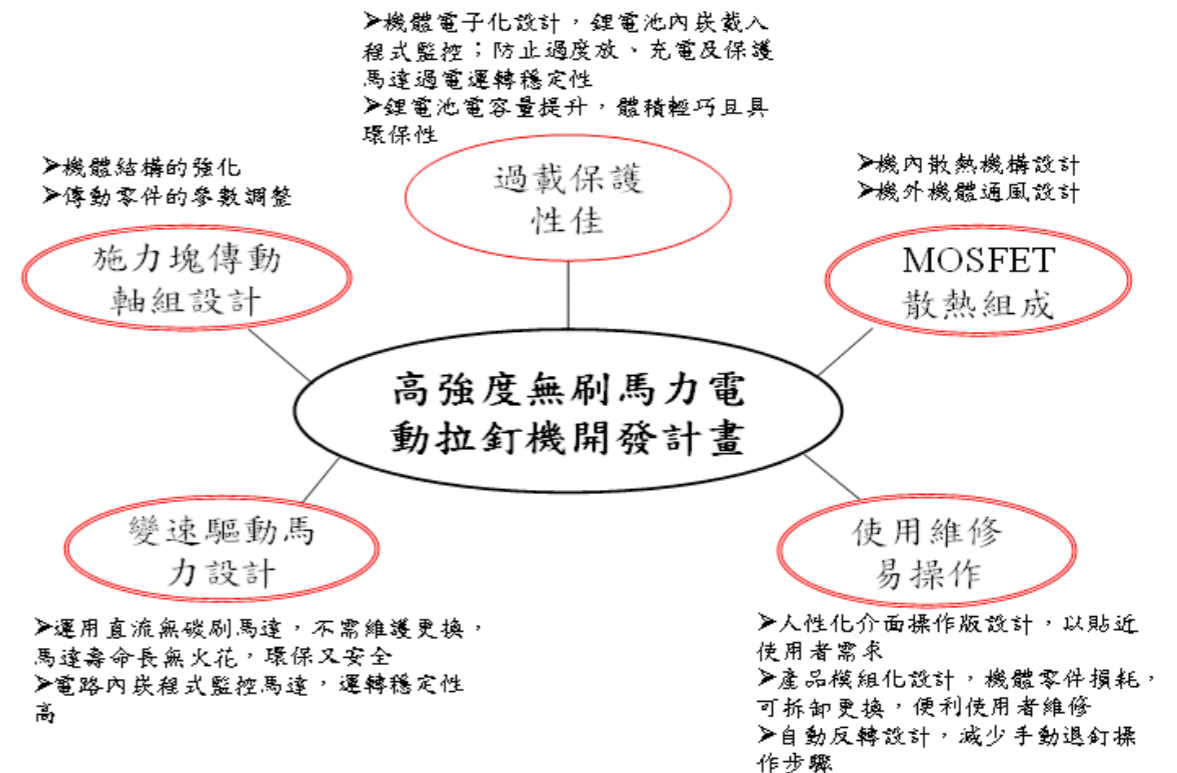 ➤機體電子化設計，鋰電池內崁載入
程式監控；防止過度放、充電及保護
馬達過電運轉穩定性
➤鋰電池電容量提升，體積輕巧且具
環保性
過載保護
性佳
➤機體結構的強化
➤傳動零件的參數調整
施力塊傳動
軸組設計
➤機內散熱機構設計
➤機外機體通風設計
MOSFET
散熱組成
高強度無刷馬力電
動拉釘機開發計畫
變速驅動馬
力設計
➤運用直流無碳刷馬達，不需維護更換，
馬達壽命長無火花，環保又安全
➤電路內崁程式監控馬達，運轉穩定性
高
使用維修
易操作
➤人性化介面操作版設計，以貼近
使用者需求
➤產品模組化設計，機體零件損耗，
可拆卸更換，便利使用者維修
➤自動反轉設計，減少手動退釘操
作步驟